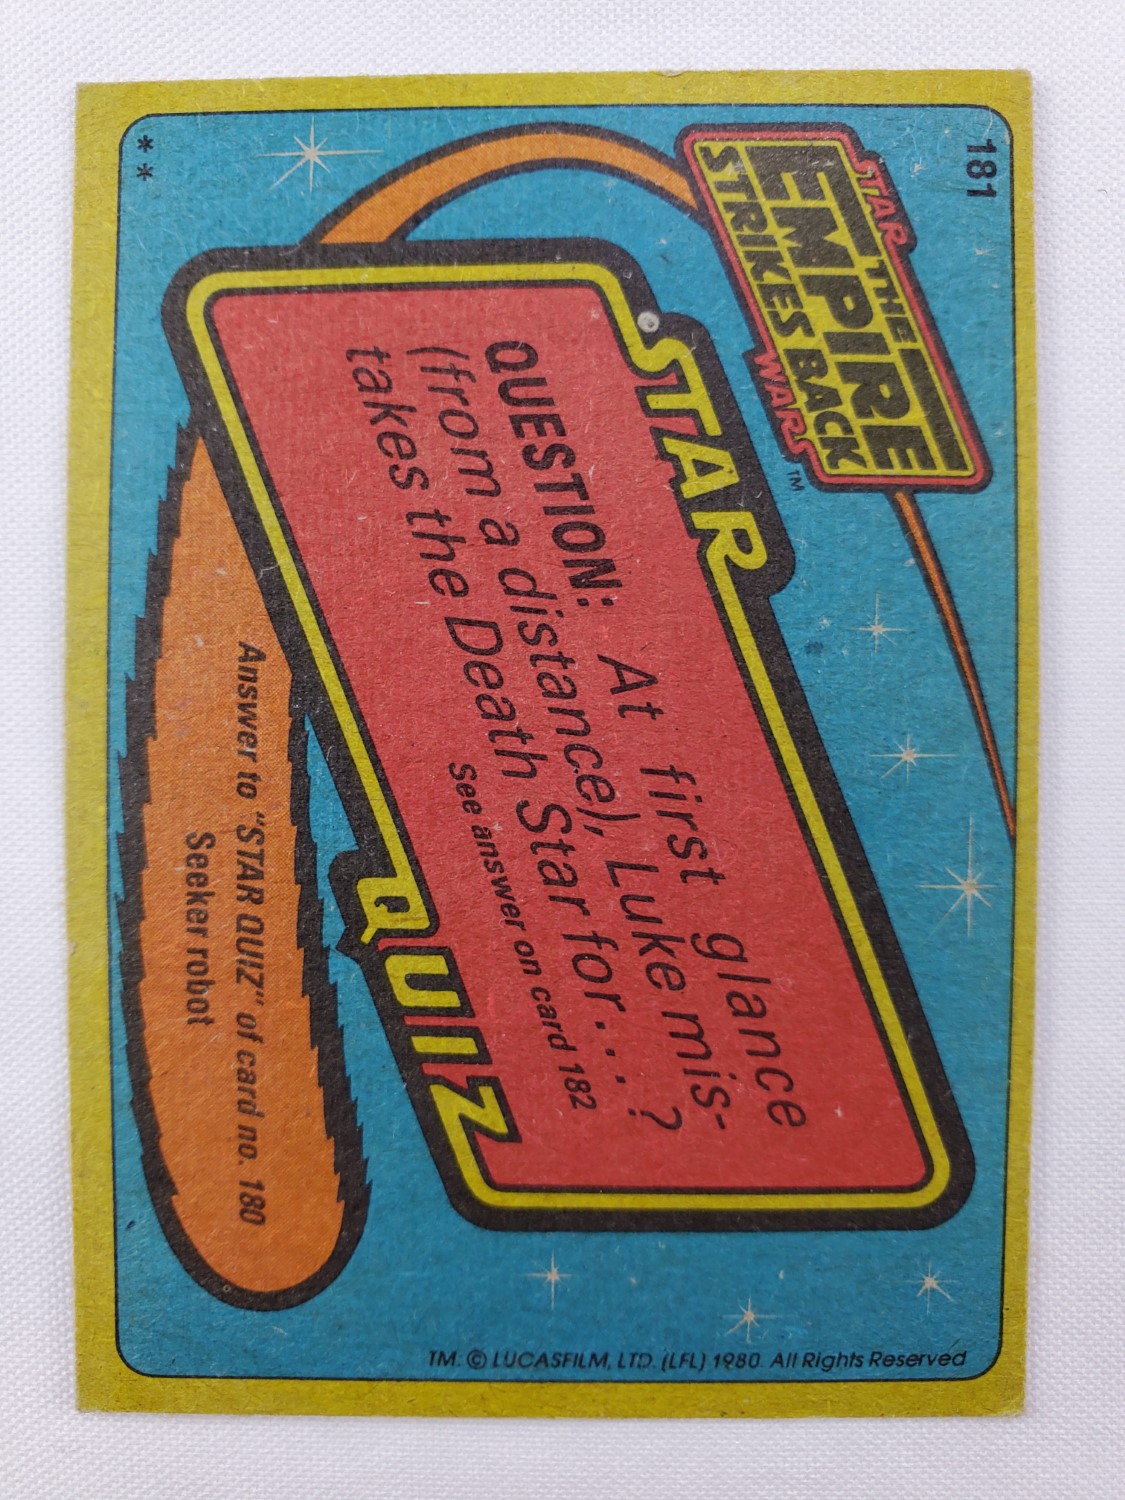 181
STAR
THE
EMPIRE
STRIKES BACK
WARS™
STAR
QUESTION: At first glance
(from a distance), Luke mis-
takes the Death Star for. . . ?
See answer on card 182
QUIZ
Answer to "STAR QUIZ" of card no. 180
Seeker robot
**
TM: © LUCASFILM, LTD. (LFL) 1980. All Rights Reserved